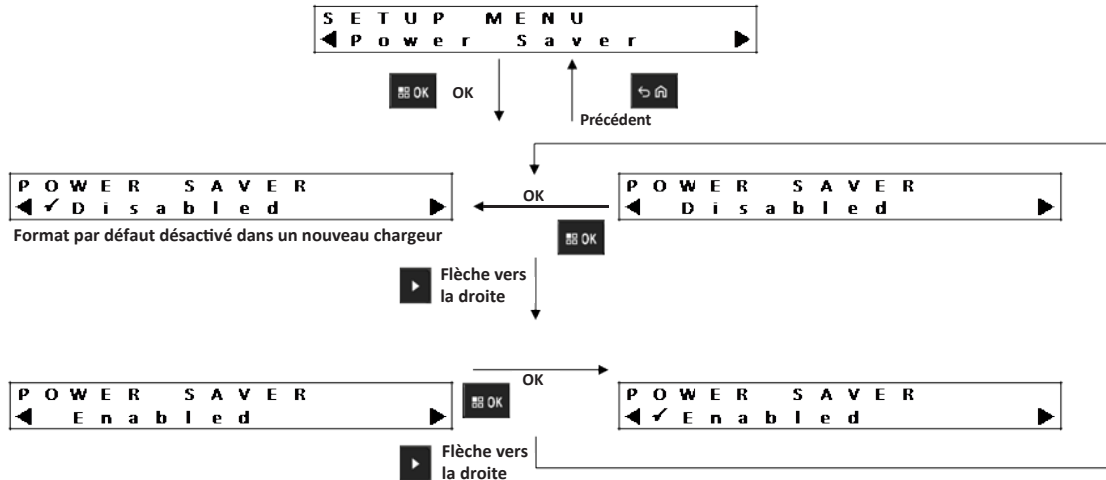 SETUP MENU
◀ Power Saver ▶
OK OK
Précédent
POWER SAVER
◀ ✓ Disabled ▶
OK
POWER SAVER
◀ Disabled ▶
Format par défaut désactivé dans un nouveau chargeur
OK
Flèche vers
la droite
POWER SAVER
◀ Enabled ▶
OK
OK
POWER SAVER
◀ ✓ Enabled ▶
Flèche vers
la droite